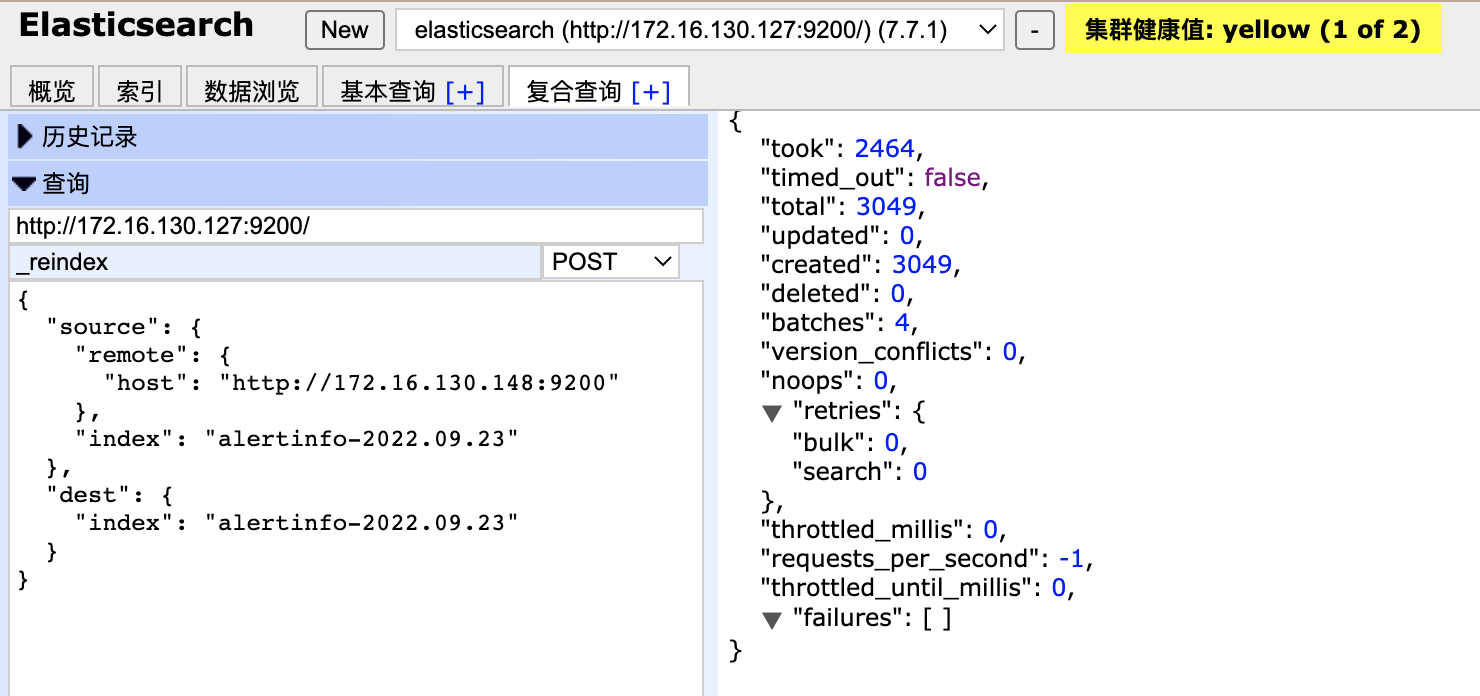 Elasticsearch New elasticsearch (http://172.16.130.127:9200/) (7.7.1) - 集群健康值: yellow (1 of 2)
概览 索引 数据浏览 基本查询 [+] 复合查询 [+]
历史记录
查询
http://172.16.130.127:9200/
_reindex POST
{
"source": {
"remote": {
"host": "http://172.16.130.148:9200"
},
"index": "alertinfo-2022.09.23"
},
"dest": {
"index": "alertinfo-2022.09.23"
}
}
{
"took": 2464,
"timed_out": false,
"total": 3049,
"updated": 0,
"created": 3049,
"deleted": 0,
"batches": 4,
"version_conflicts": 0,
"noops": 0,
"retries": {
"bulk": 0,
"search": 0
},
"throttled_millis": 0,
"requests_per_second": -1,
"throttled_until_millis": 0,
"failures": [ ]
}